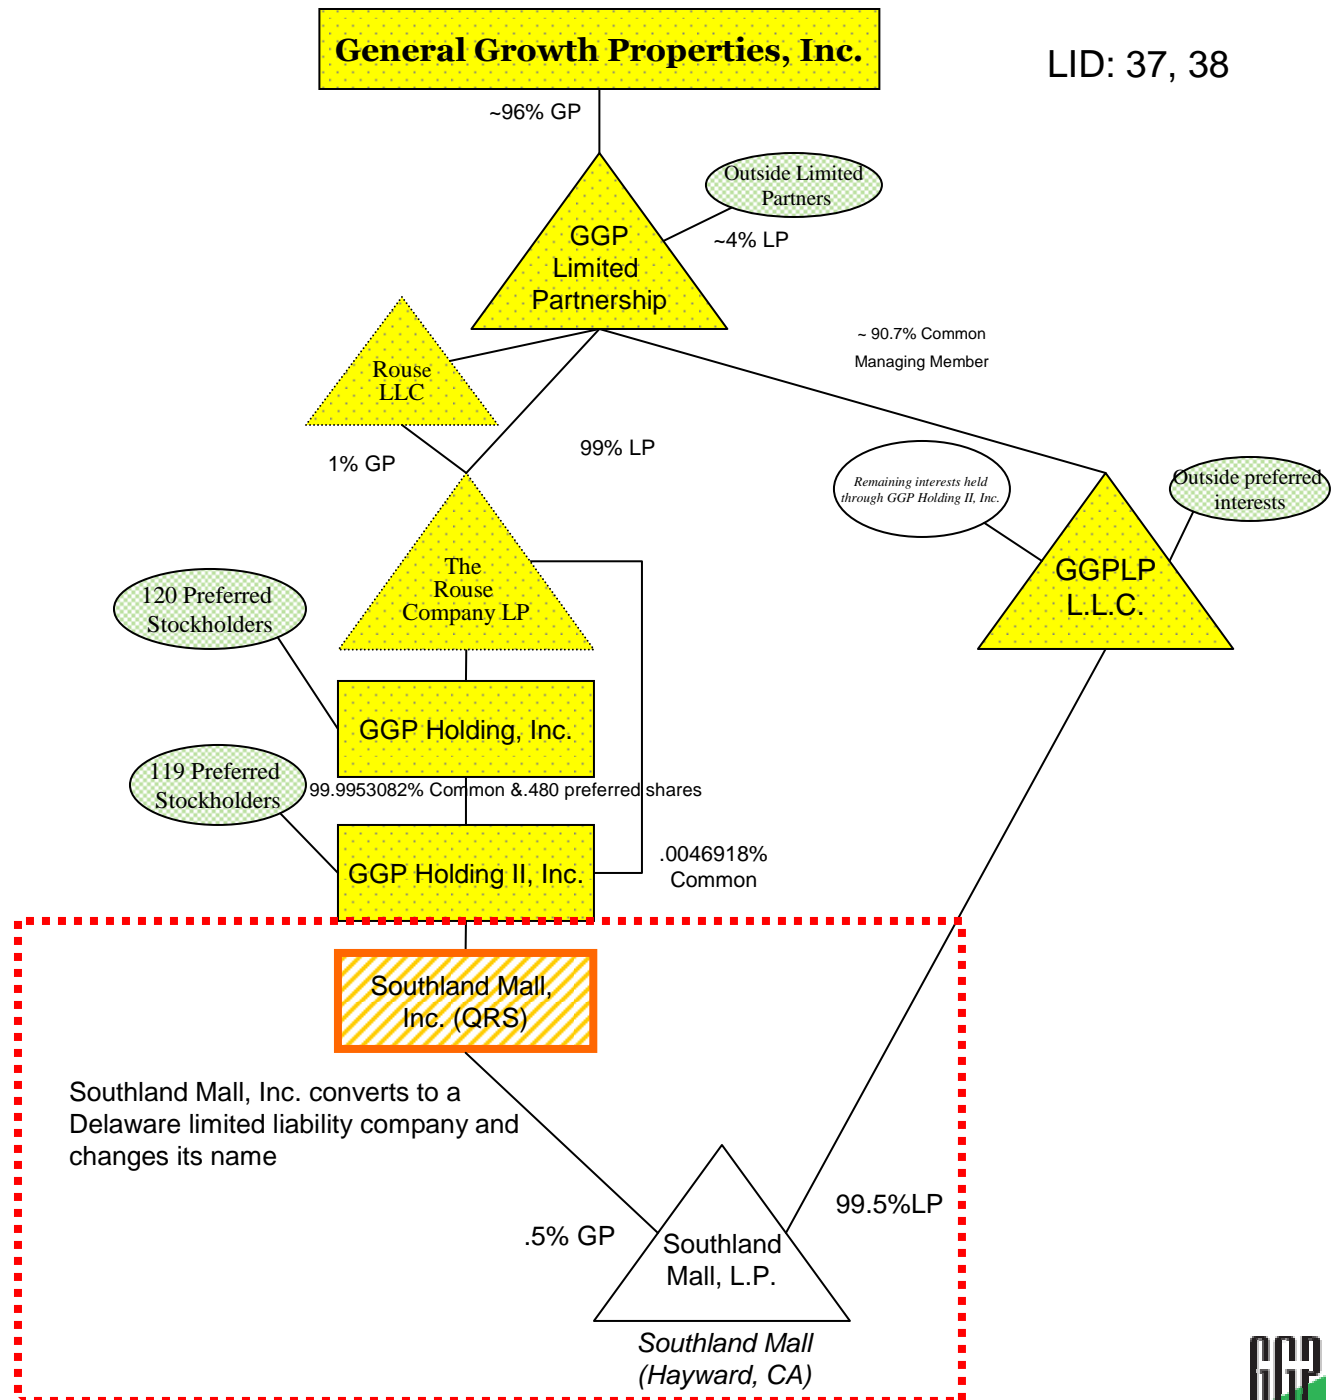 General Growth Properties, Inc.
LID: 37, 38
~96% GP
Outside Limited
Partners
GGP
Limited
Partnership
~4% LP
~ 90.7% Common
Managing Member
Rouse
LLC
1% GP
99% LP
Remaining interests held
through GGP Holding II, Inc.
Outside preferred
interests
The
Rouse
Company LP
GGPLP
L.L.C.
120 Preferred
Stockholders
GGP Holding, Inc.
119 Preferred
Stockholders
99.9953082% Common &.480 preferred shares
GGP Holding II, Inc.
.0046918%
Common
Southland Mall,
Inc. (QRS)
Southland Mall, Inc. converts to a
Delaware limited liability company and
changes its name
.5% GP
99.5%LP
Southland
Mall, L.P.
Southland Mall
(Hayward, CA)
GGP